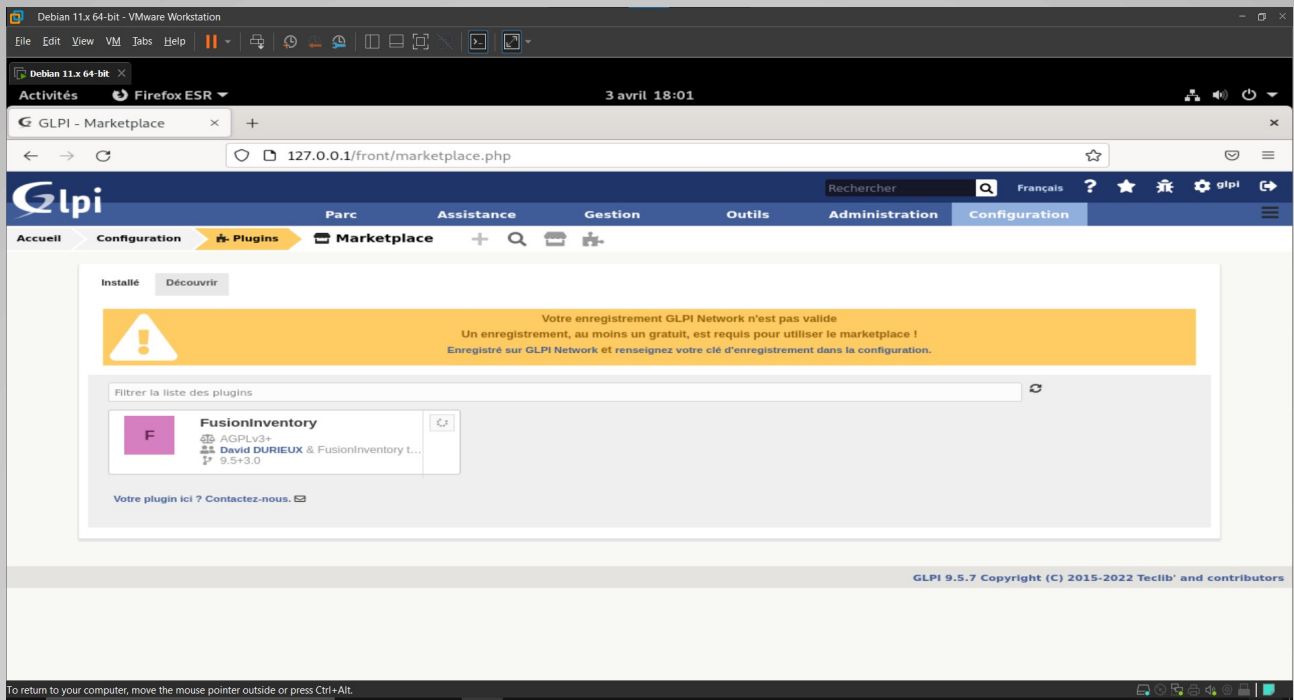 Debian 11.x 64-bit - VMware Workstation
File Edit View VM Tabs Help
Debian 11.x 64-bit
Activités Firefox ESR 3 avril 18:01
GLPI - Marketplace
127.0.0.1/front/marketplace.php
Glpi
Rechercher Français ? glpi
Parc Assistance Gestion Outils Administration Configuration
Accueil Configuration Plugins Marketplace
Installé Découvrir
Votre enregistrement GLPI Network n'est pas valide
Un enregistrement, au moins un gratuit, est requis pour utiliser le marketplace !
Enregistré sur GLPI Network et renseignez votre clé d'enregistrement dans la configuration.
Filtrer la liste des plugins
F
FusionInventory
AGPLv3+
David DURIEUX & FusionInventory t...
9.5+3.0
Votre plugin ici ? Contactez-nous.
GLPI 9.5.7 Copyright (C) 2015-2022 Teclib' and contributors
To return to your computer, move the mouse pointer outside or press Ctrl+Alt.